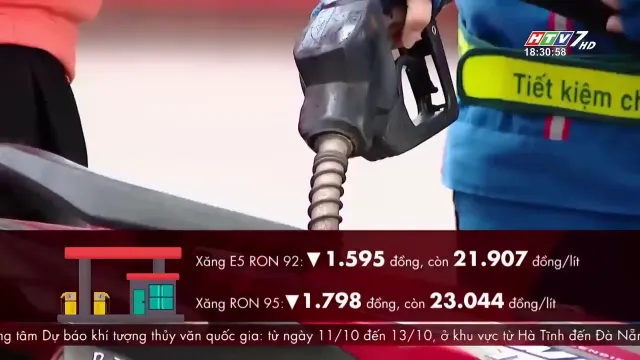 HTV7 HD
18:30:58
Tiết kiệm ch
Xăng E5 RON 92: ▼ 1.595 đồng, còn 21.907 đồng/lít
Xăng RON 95: ▼ 1.798 đồng, còn 23.044 đồng/lít
ng tâm Dự báo khí tượng thủy văn quốc gia: từ ngày 11/10 đến 13/10, ở khu vực từ Hà Tĩnh đến Đà Nẵ